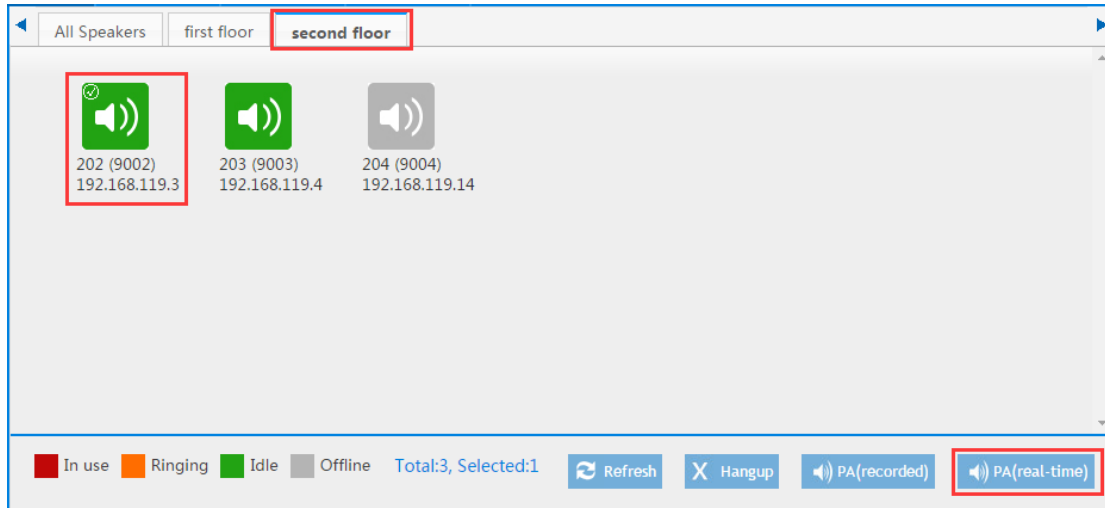 All Speakers first floor second floor
202 (9002) 203 (9003) 204 (9004)
192.168.119.3 192.168.119.4 192.168.119.14
In use Ringing Idle Offline Total:3, Selected:1 Refresh X Hangup PA(recorded) PA(real-time)